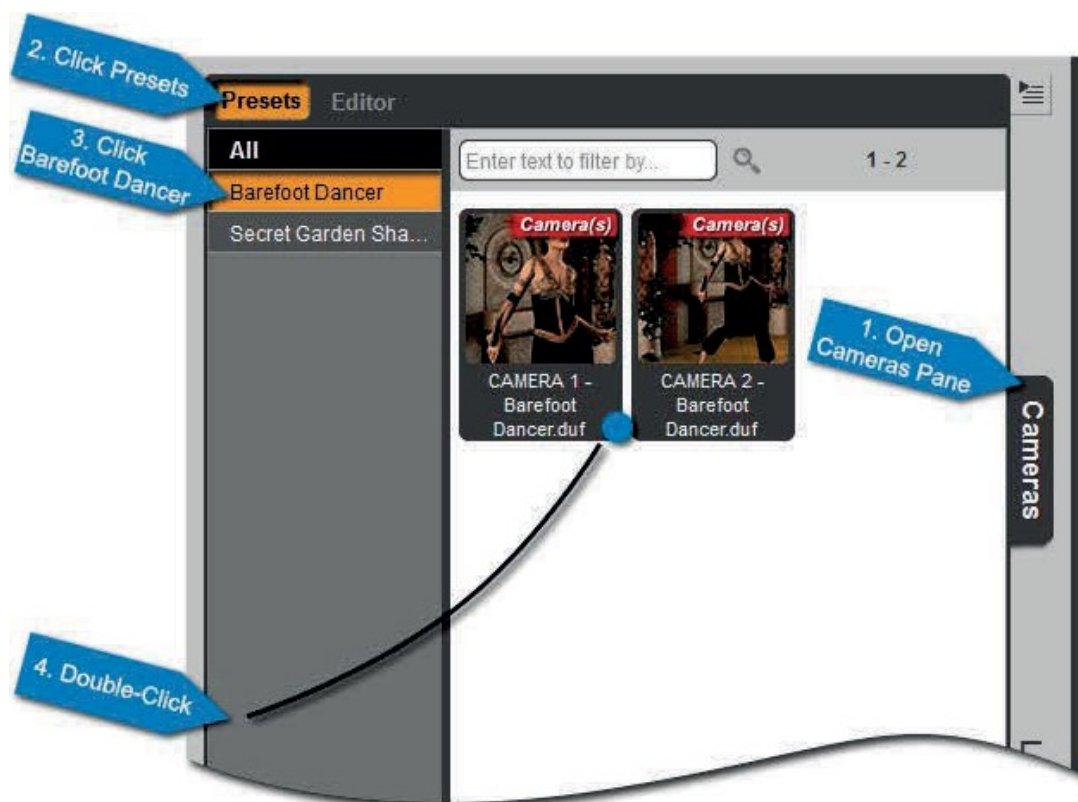 2. Click Presets
Presets
Editor
3. Click
Barefoot Dancer
All
Barefoot Dancer
Secret Garden Sha...
Enter text to filter by...
1 - 2
Camera(s)
Camera(s)
CAMERA 1 -
Barefoot
Dancer.duf
CAMERA 2 -
Barefoot
Dancer.duf
1. Open
Cameras Pane
Cameras
4. Double-Click